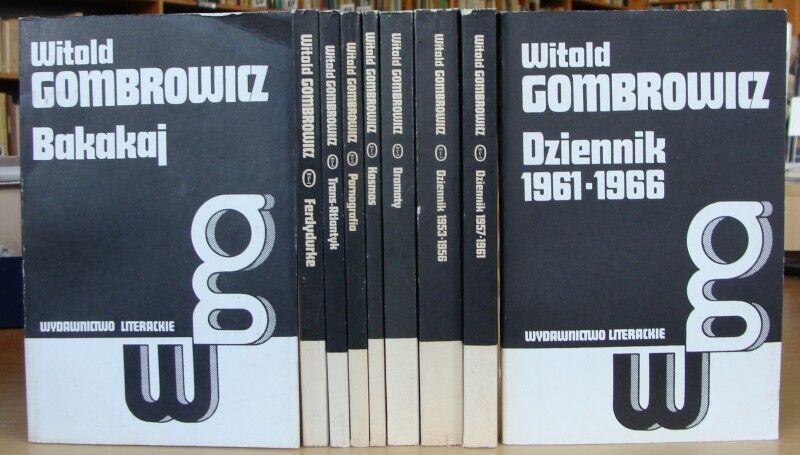 Witold
GOMBROWICZ
Bakakaj
wg
WYDAWNICTWO LITERACKIE
Witold GOMBROWICZ Ferdydurke
Witold GOMBROWICZ Trans-Atlantyk
Witold GOMBROWICZ Pornografia
Witold GOMBROWICZ Kosmos
Witold GOMBROWICZ Dramaty
Witold GOMBROWICZ Dziennik 1953-1956
Witold GOMBROWICZ Dziennik 1957-1961
Witold
GOMBROWICZ
Dziennik
1961-1966
wg
WYDAWNICTWO LITERACKIE